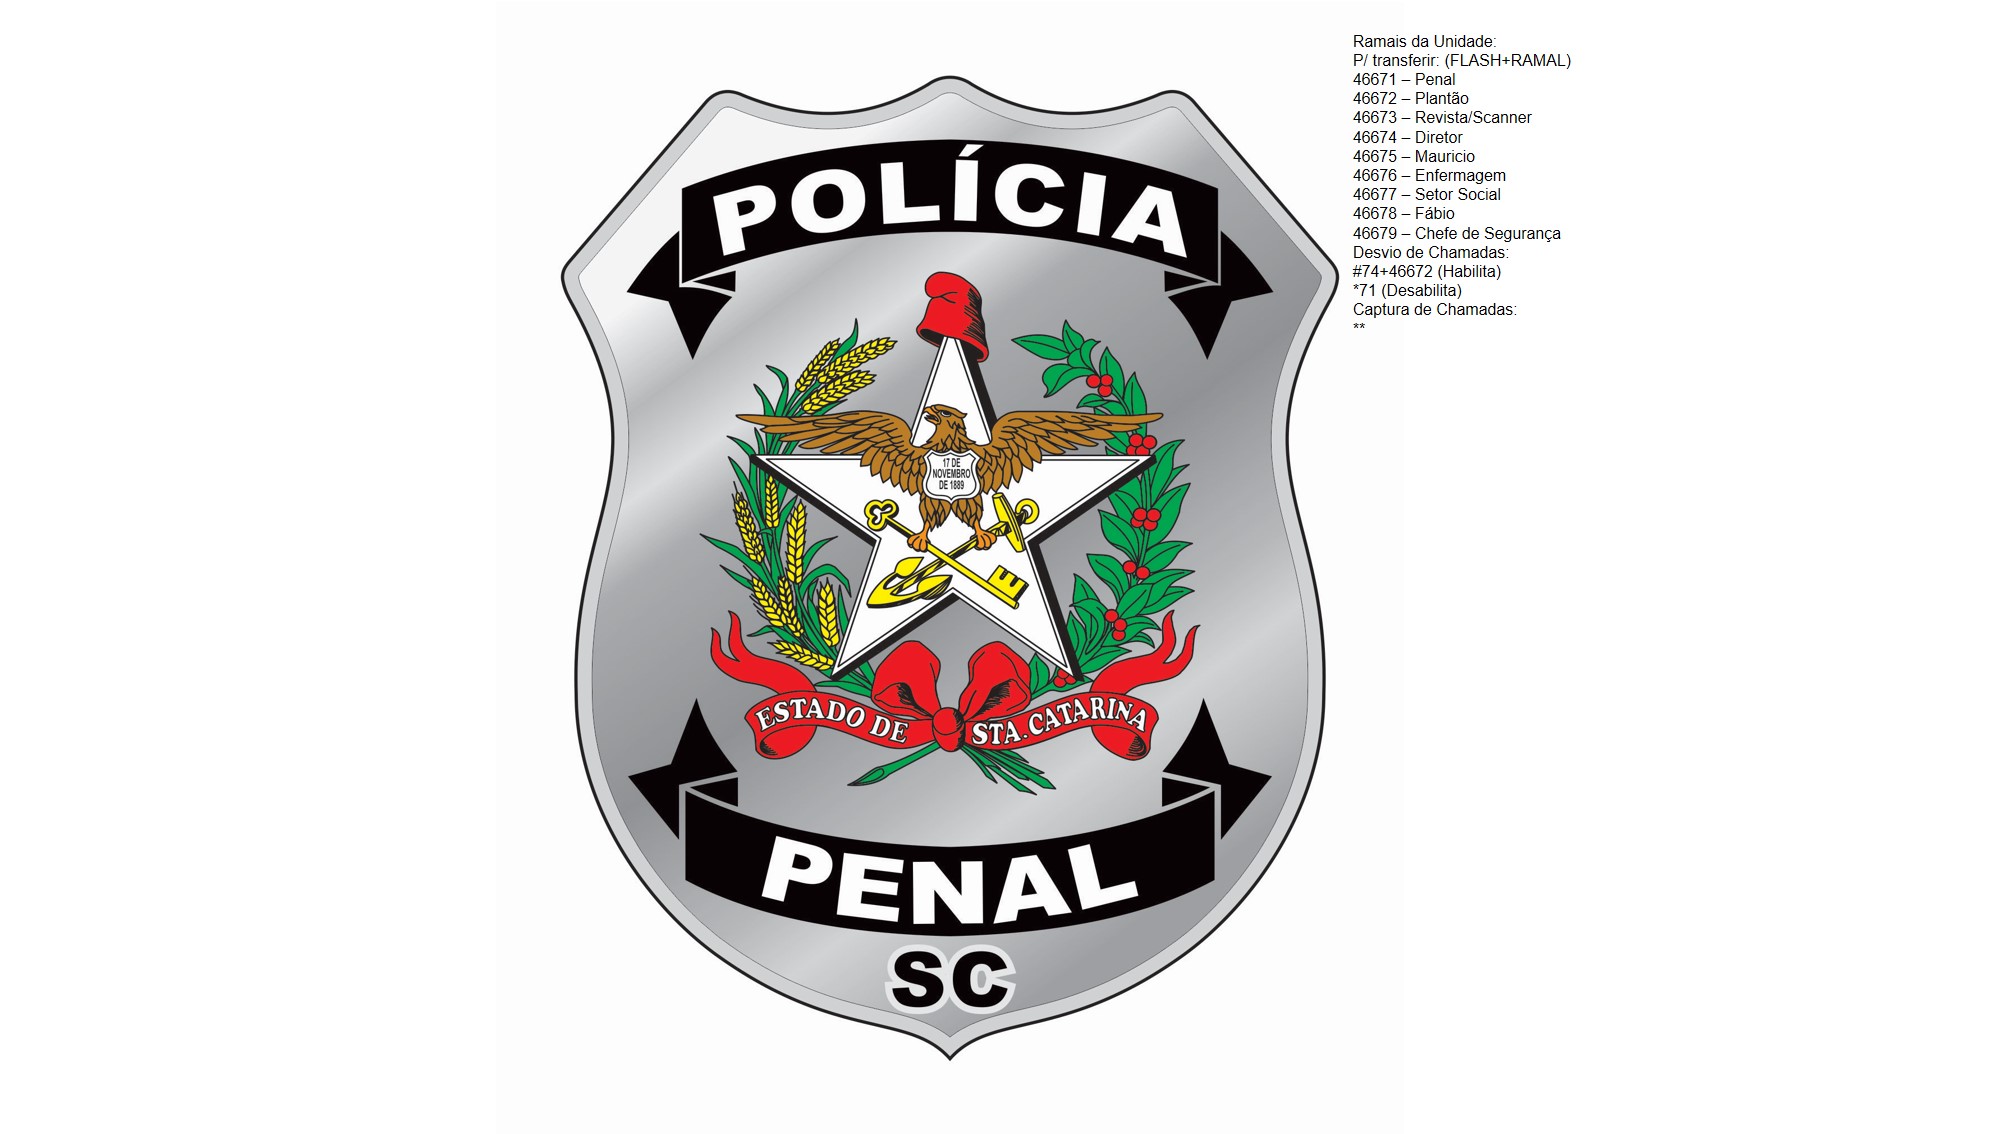 POLÍCIA
17 DE
NOVEMBRO
DE 1889
ESTADO DE STA. CATARINA
PENAL
SC
Ramais da Unidade:
P/ transferir: (FLASH+RAMAL)
46671 – Penal
46672 – Plantão
46673 – Revista/Scanner
46674 – Diretor
46675 – Mauricio
46676 – Enfermagem
46677 – Setor Social
46678 – Fábio
46679 – Chefe de Segurança
Desvio de Chamadas:
#74+46672 (Habilita)
*71 (Desabilita)
Captura de Chamadas:
**